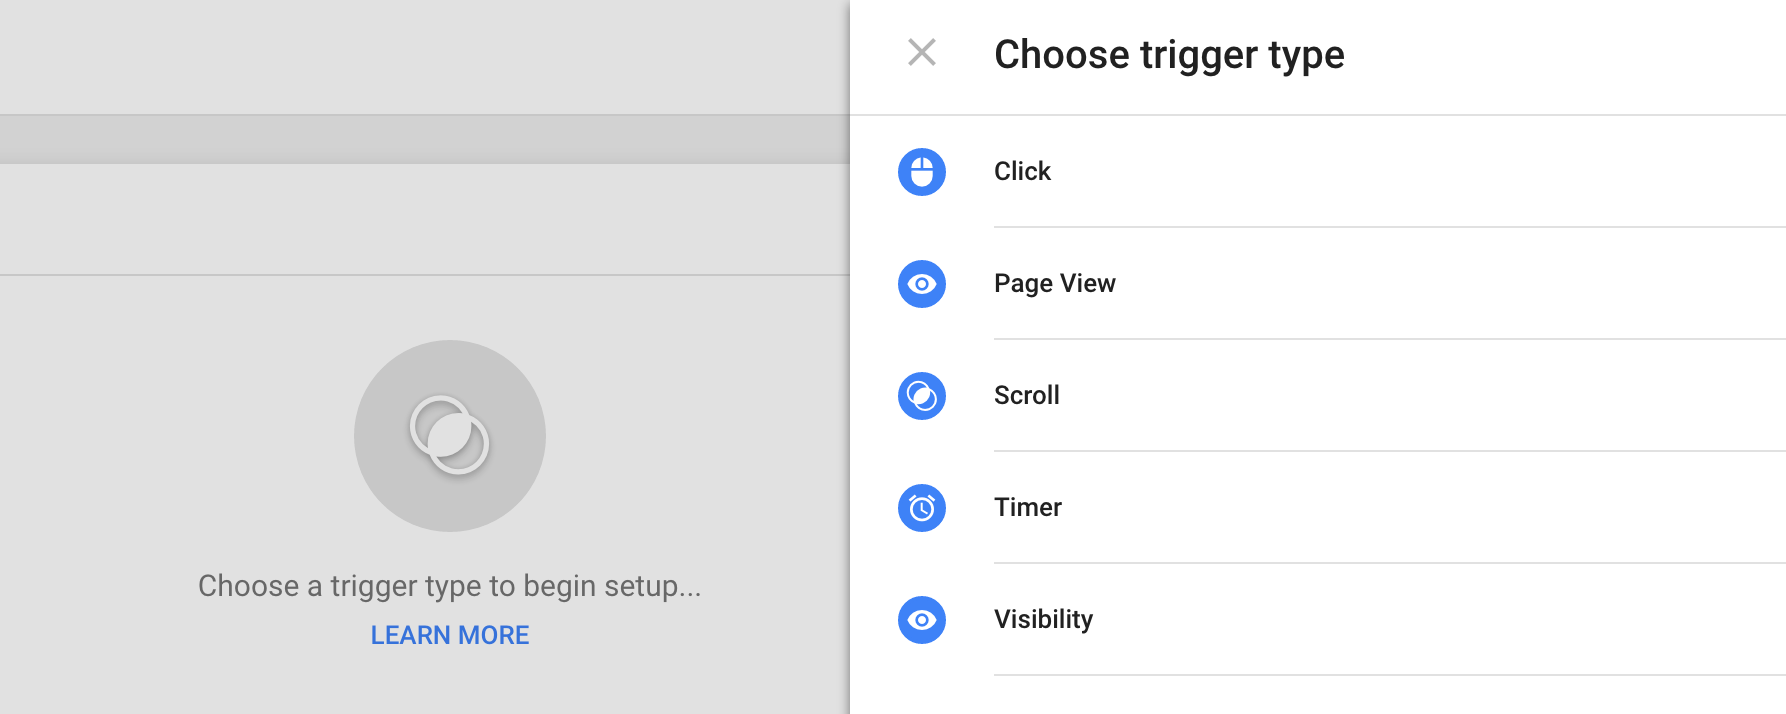 Choose trigger type
Click
Page View
Scroll
Timer
Visibility
Choose a trigger type to begin setup...
LEARN MORE